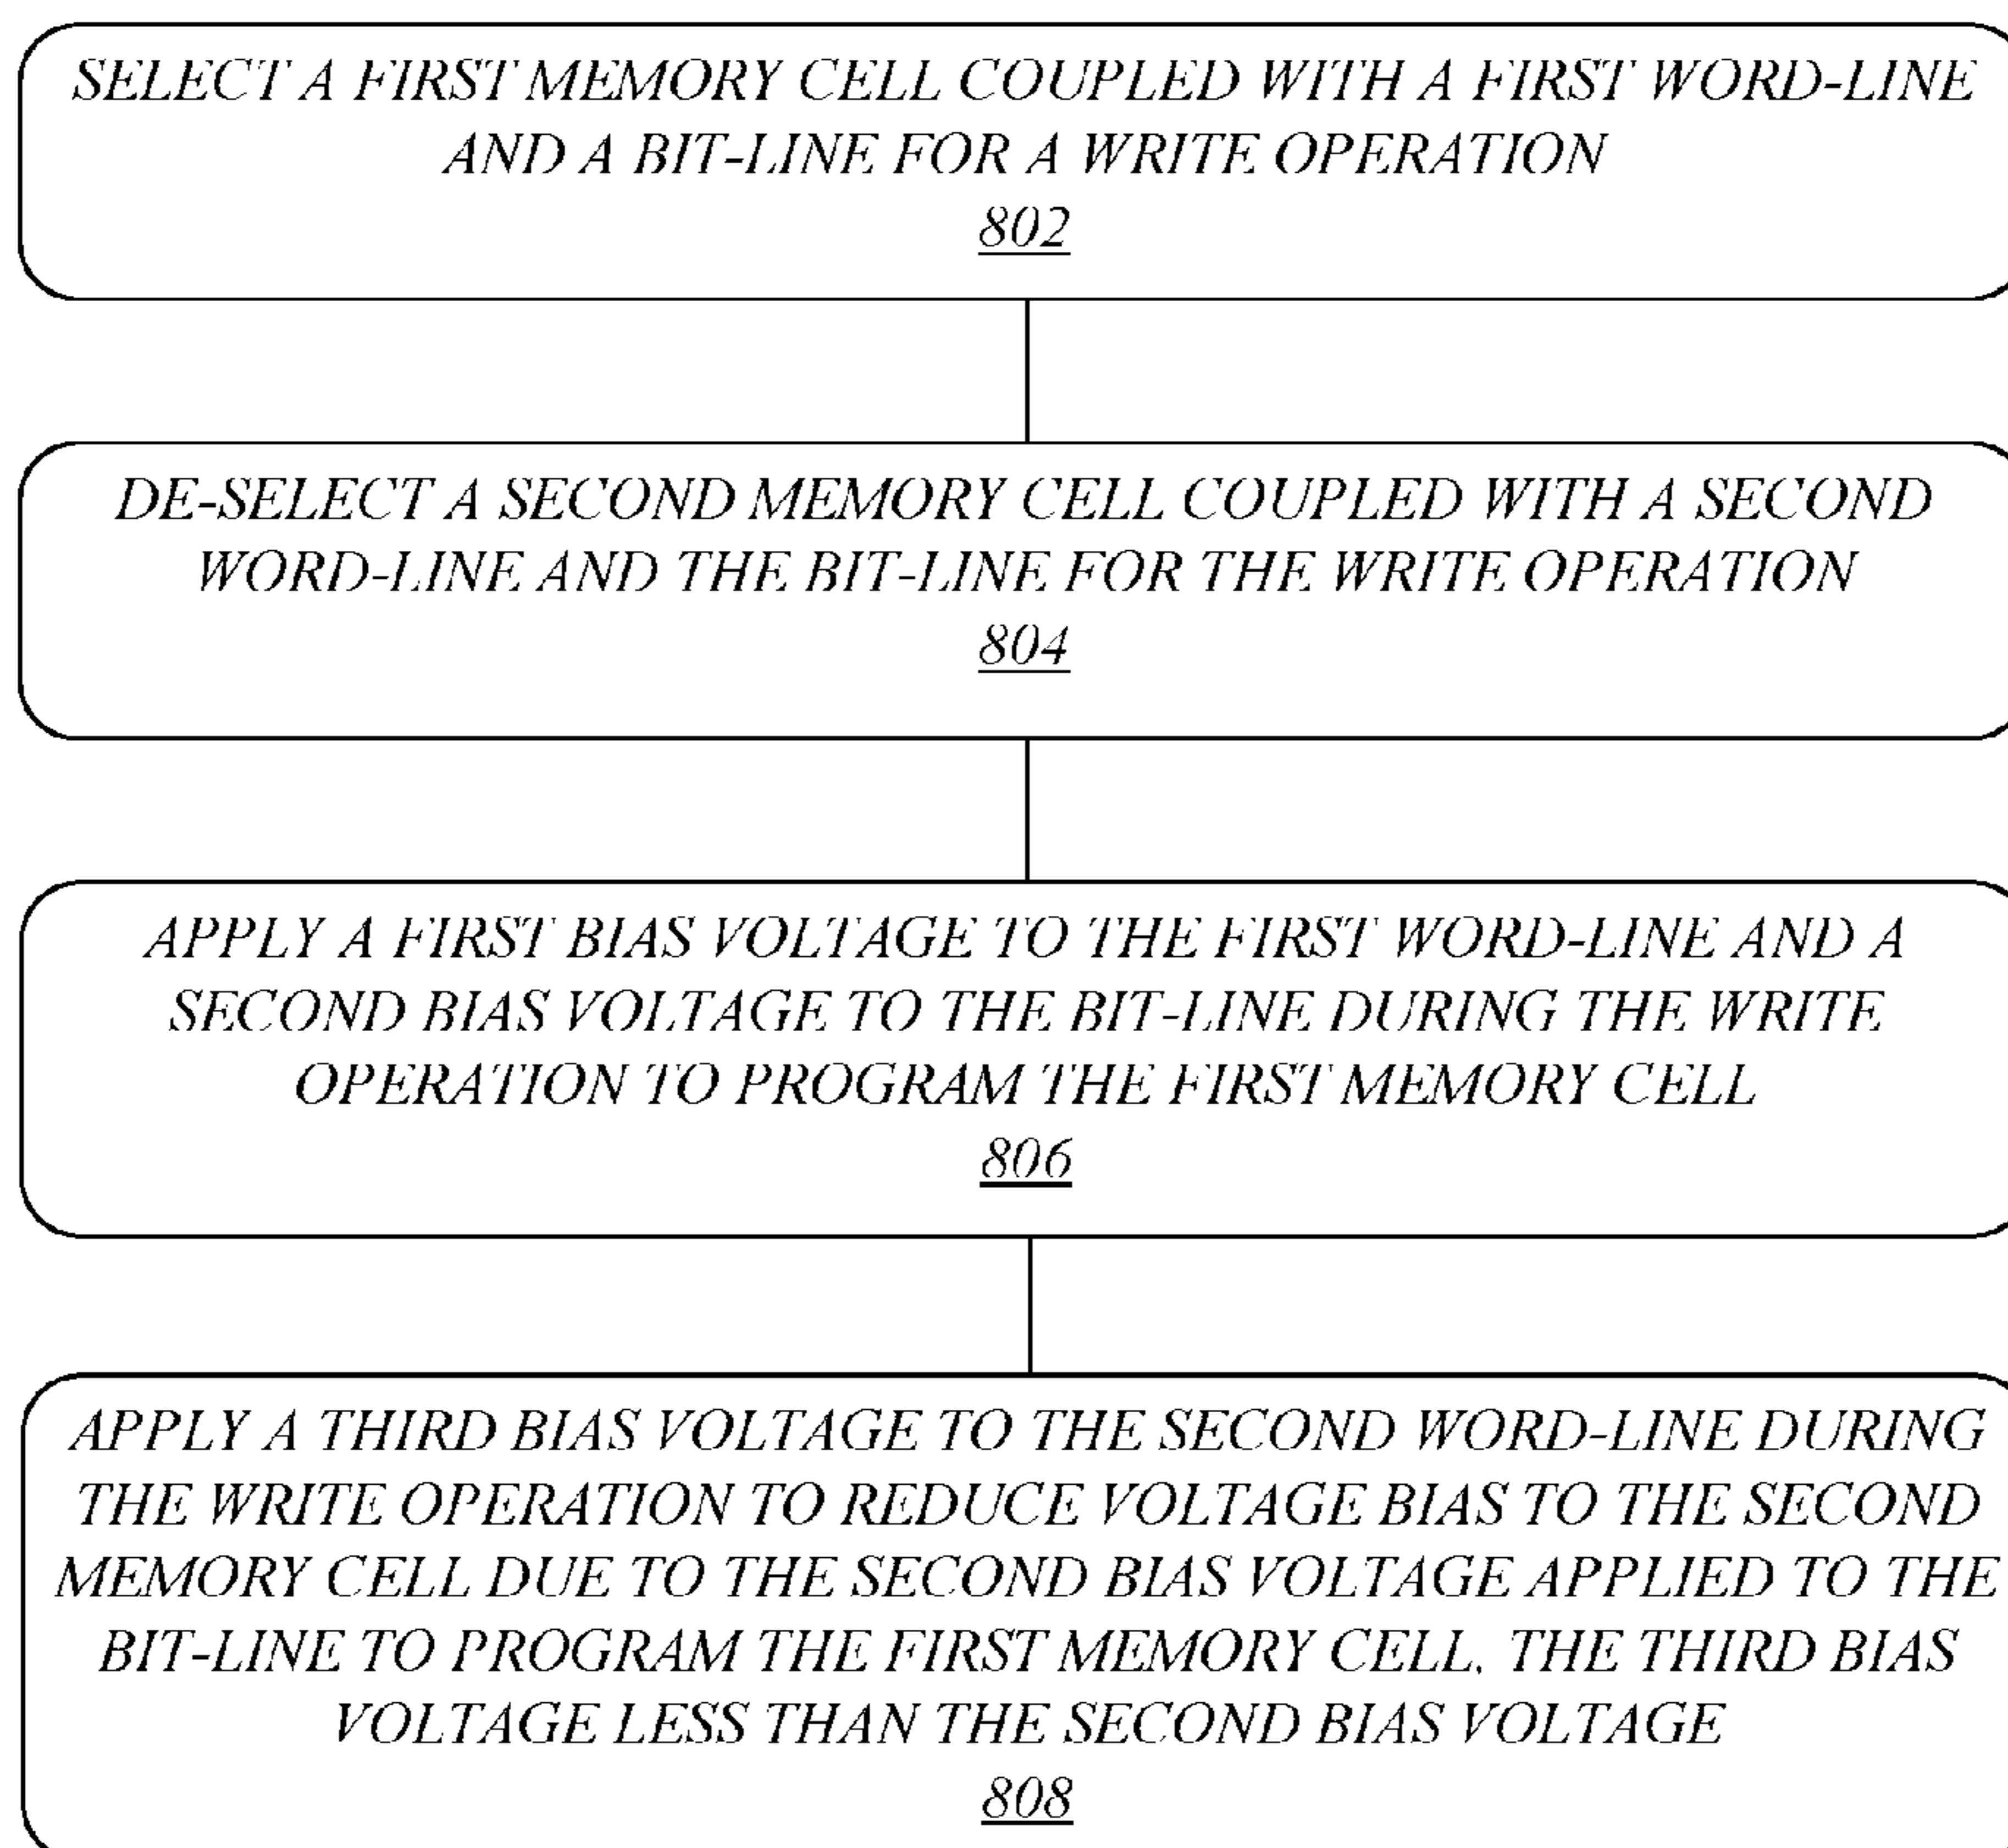 SELECT A FIRST MEMORY CELL COUPLED WITH A FIRST WORD-LINE
AND A BIT-LINE FOR A WRITE OPERATION
802
DE-SELECT A SECOND MEMORY CELL COUPLED WITH A SECOND
WORD-LINE AND THE BIT-LINE FOR THE WRITE OPERATION
804
APPLY A FIRST BIAS VOLTAGE TO THE FIRST WORD-LINE AND A
SECOND BIAS VOLTAGE TO THE BIT-LINE DURING THE WRITE
OPERATION TO PROGRAM THE FIRST MEMORY CELL
806
APPLY A THIRD BIAS VOLTAGE TO THE SECOND WORD-LINE DURING
THE WRITE OPERATION TO REDUCE VOLTAGE BIAS TO THE SECOND
MEMORY CELL DUE TO THE SECOND BIAS VOLTAGE APPLIED TO THE
BIT-LINE TO PROGRAM THE FIRST MEMORY CELL, THE THIRD BIAS
VOLTAGE LESS THAN THE SECOND BIAS VOLTAGE
808